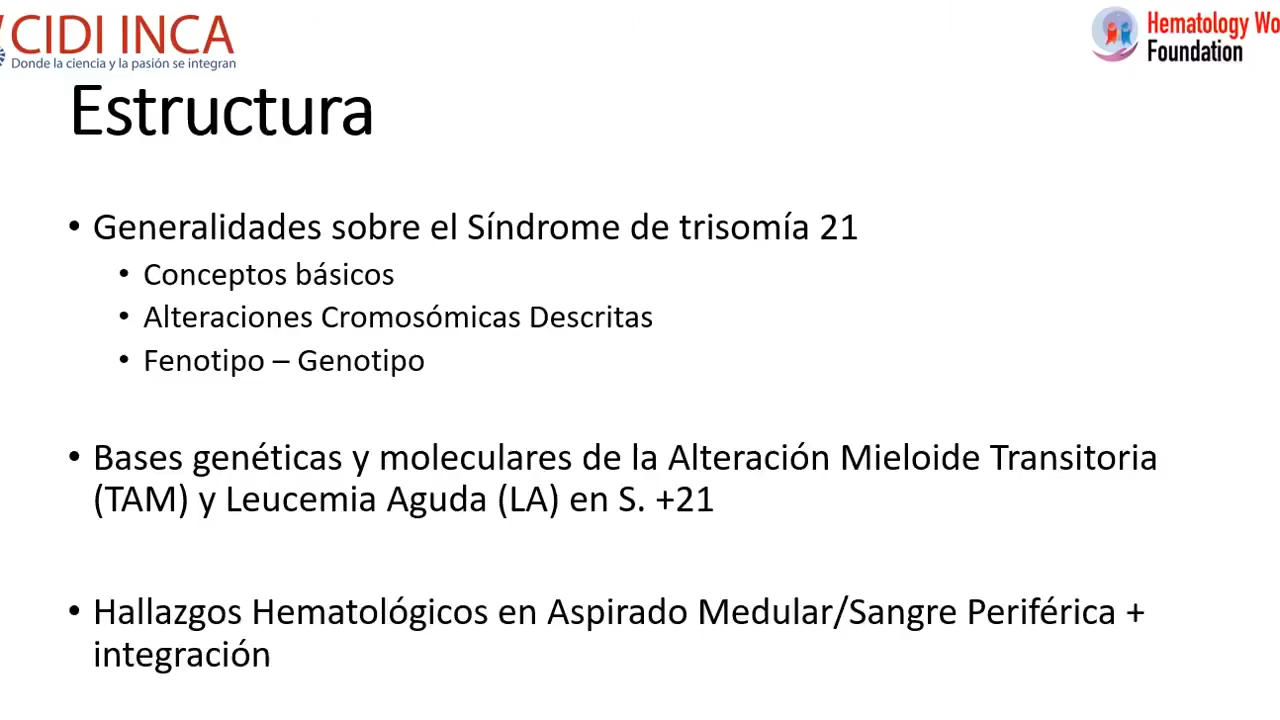 CIDI INCA
Donde la ciencia y la pasión se integran
Hematology Wo
Foundation
Estructura
• Generalidades sobre el Síndrome de trisomía 21
• Conceptos básicos
• Alteraciones Cromosómicas Descritas
• Fenotipo – Genotipo
• Bases genéticas y moleculares de la Alteración Mieloide Transitoria
(TAM) y Leucemia Aguda (LA) en S. +21
• Hallazgos Hematológicos en Aspirado Medular/Sangre Periférica +
integración